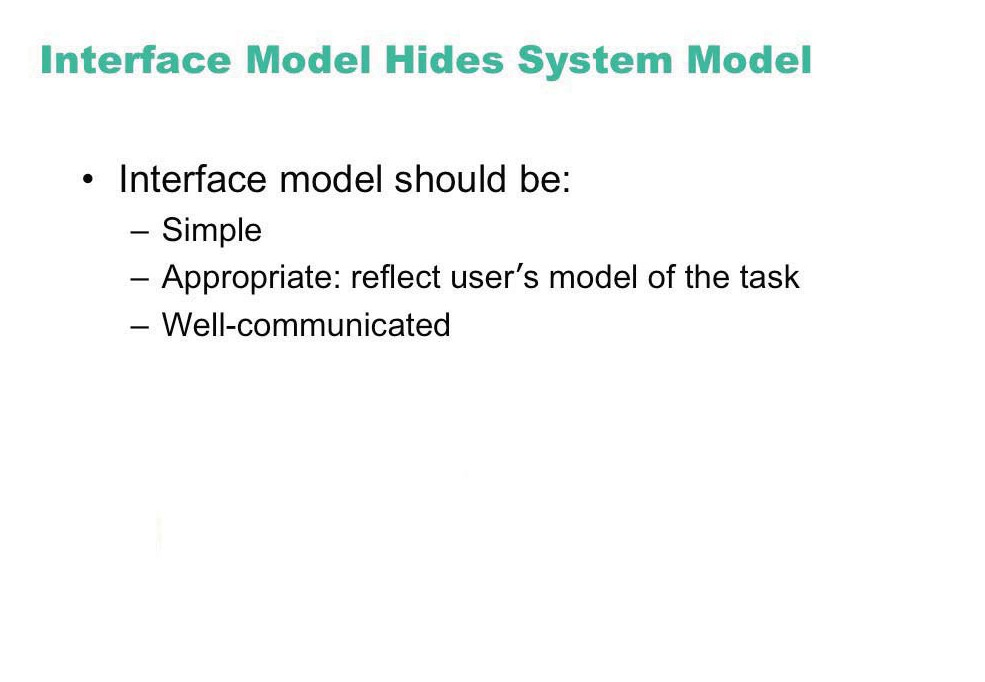 Interface Model Hides System Model
• Interface model should be:
– Simple
– Appropriate: reflect user’s model of the task
– Well-communicated